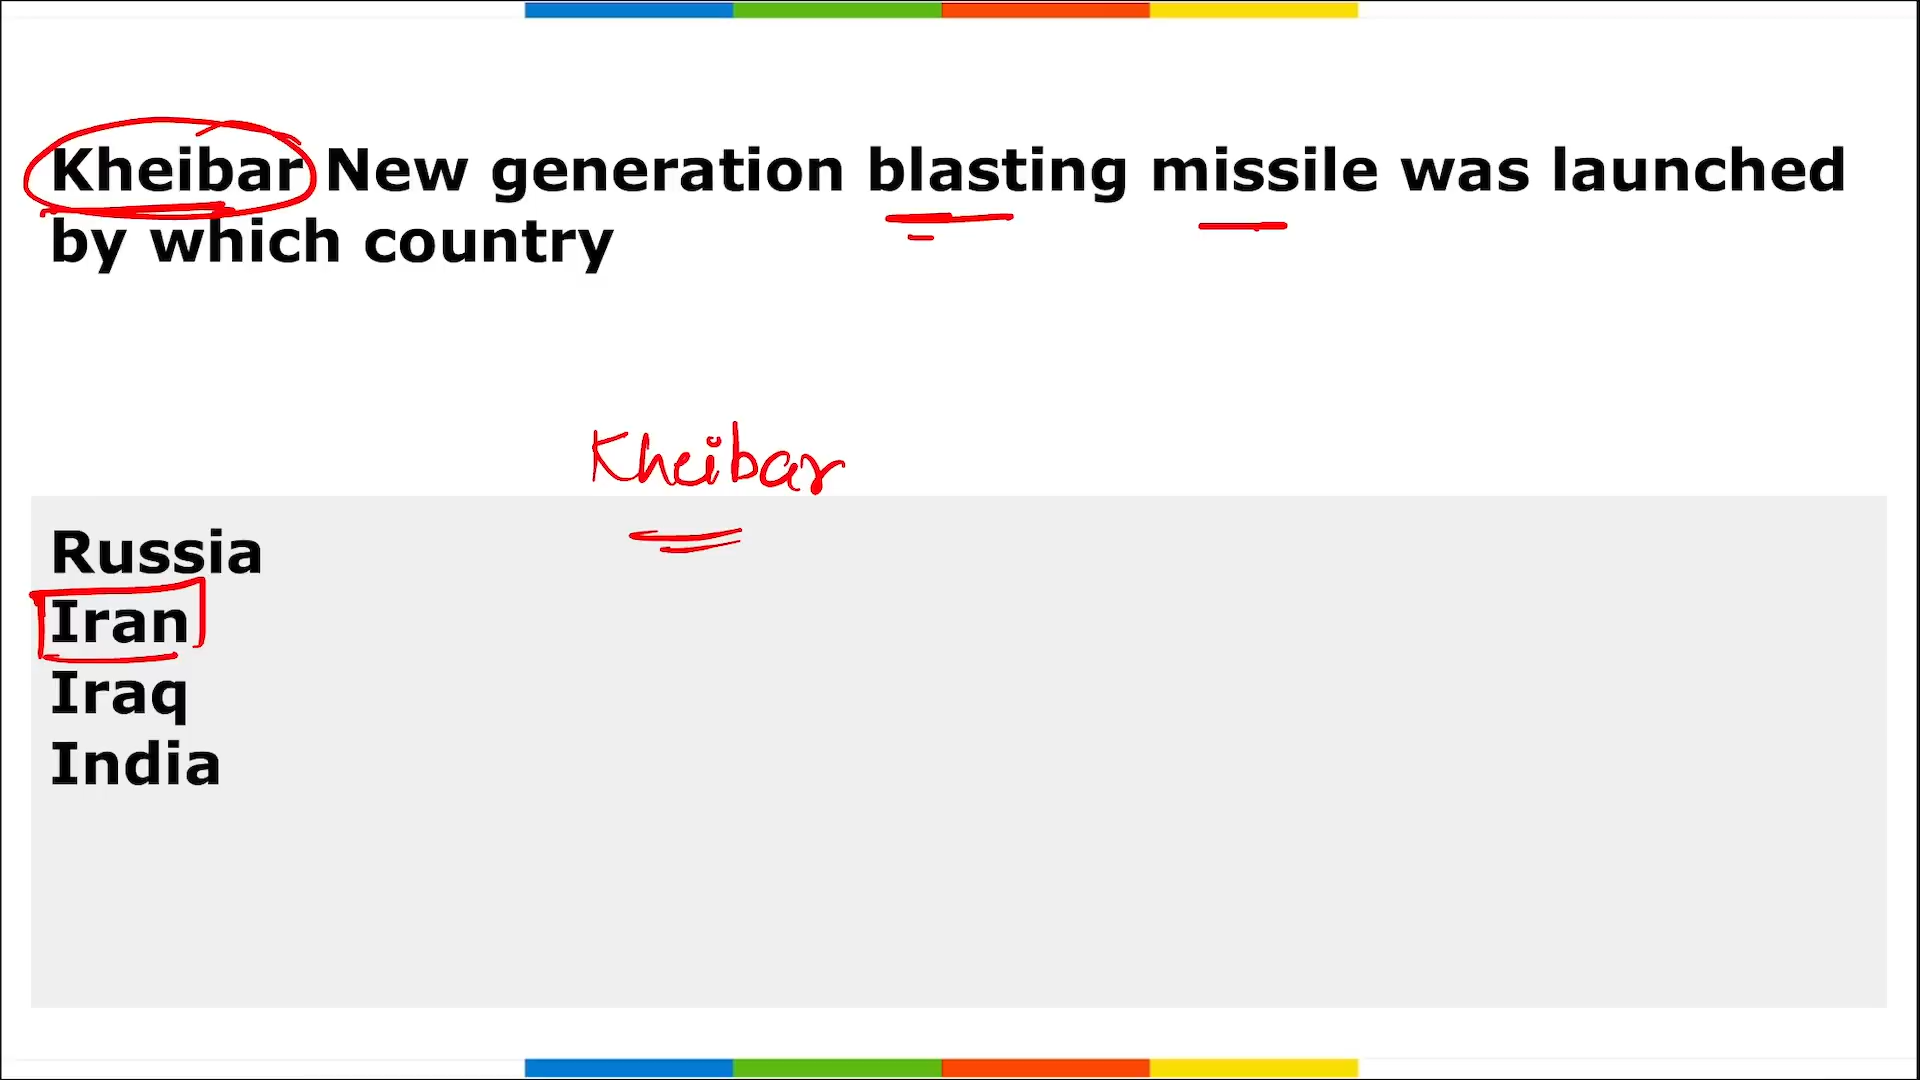 Kheibar New generation blasting missile was launched
by which country
Kheibar
Russia
Iran
Iraq
India